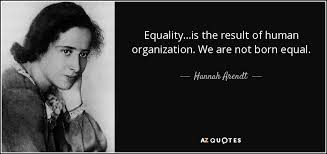 Equality...is the result of human
organization. We are not born equal.
Hannah Arendt
AZ QUOTES